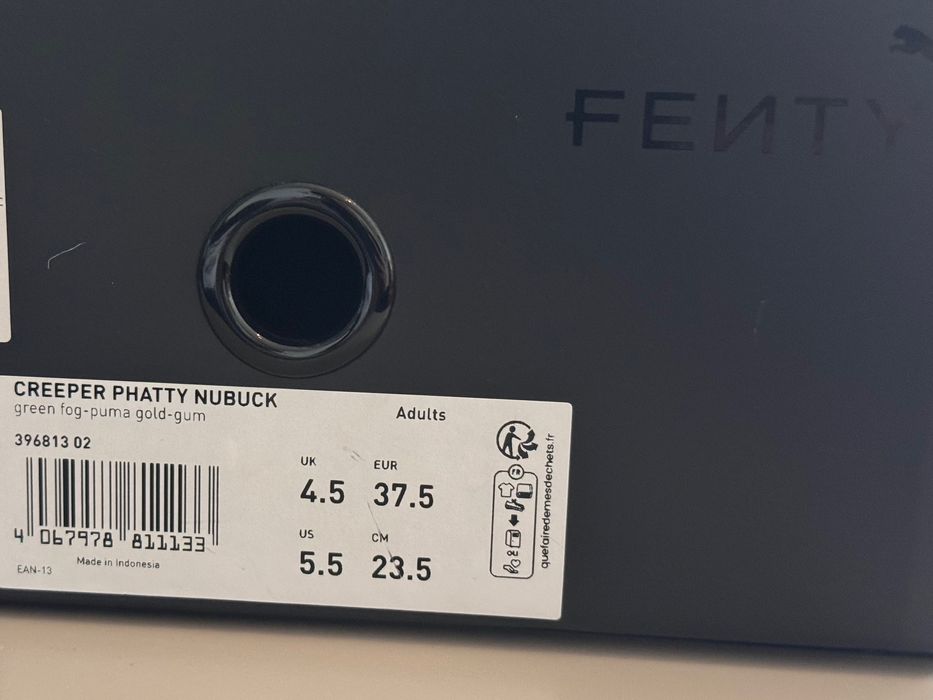 FENTY
CREEPER PHATTY NUBUCK
green fog-puma gold-gum
Adults
396813 02
UK
EUR
4.5
37.5
US
CM
5.5
23.5
4 067978 811133
EAN-13
Made in Indonesia
FR
quefairedemesdechets.fr